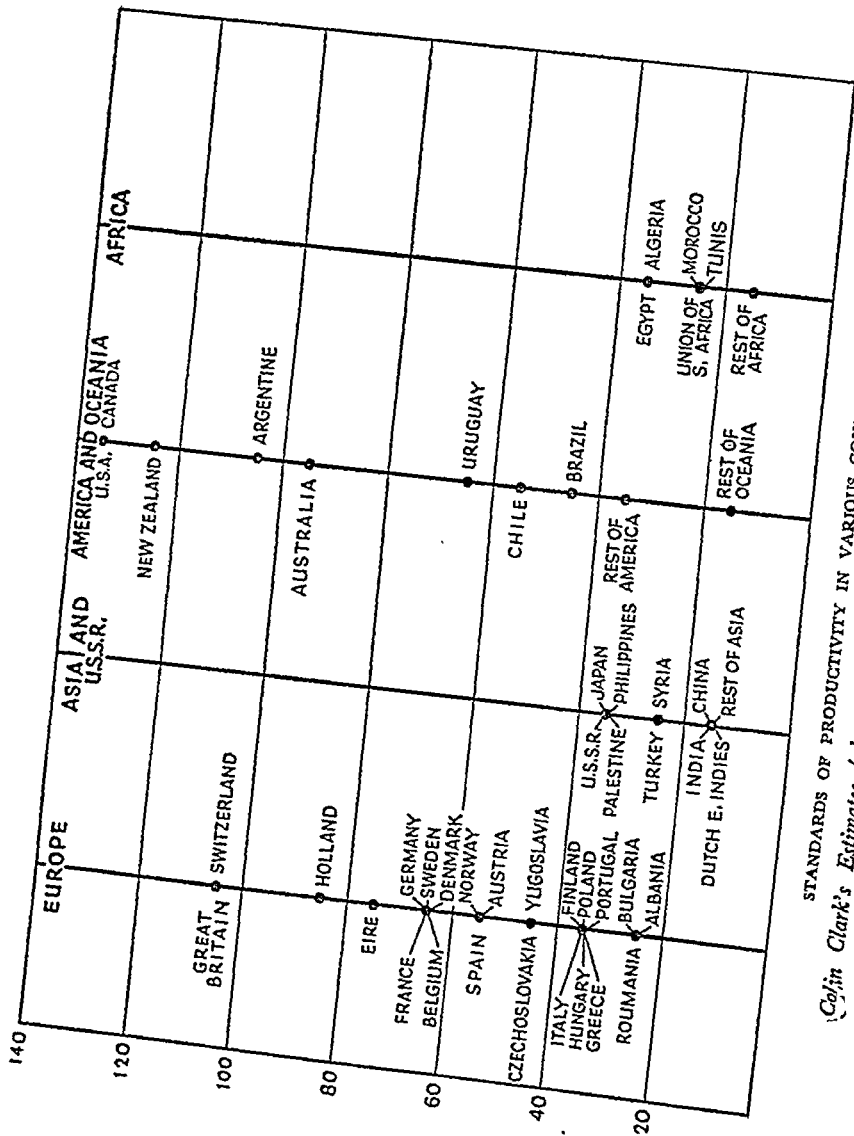 EUROPE
ASIA AND
U.S.S.R.
AMERICA AND OCEANIA
AFRICA
140
120
100
80
60
40
20
GREAT
BRITAIN
SWITZERLAND
HOLLAND
EIRE
FRANCE
BELGIUM
GERMANY
SWEDEN
DENMARK
NORWAY
SPAIN
AUSTRIA
CZECHOSLOVAKIA
YUGOSLAVIA
ITALY
HUNGARY
GREECE
FINLAND
POLAND
PORTUGAL
ROUMANIA
BULGARIA
ALBANIA
U.S.S.R.
PALESTINE
JAPAN
PHILIPPINES
TURKEY
SYRIA
INDIA
DUTCH E. INDIES
CHINA
REST OF ASIA
U.S.A.
CANADA
NEW ZEALAND
ARGENTINE
AUSTRALIA
URUGUAY
CHILE
BRAZIL
REST OF
AMERICA
REST OF
OCEANIA
EGYPT
ALGERIA
UNION OF
S. AFRICA
MOROCCO
TUNIS
REST OF
AFRICA
STANDARDS OF PRODUCTIVITY IN VARIOUS
Colin Clark's Estimates